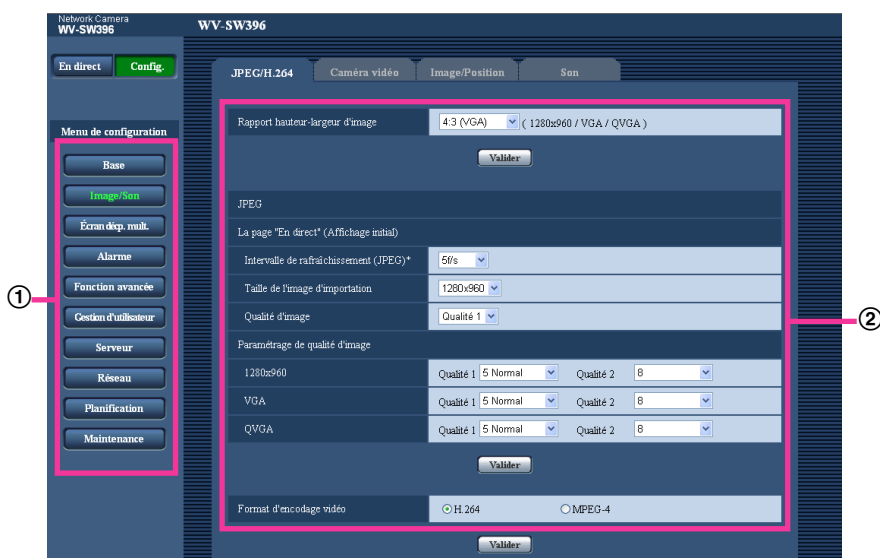 Network Camera
WV-SW396
WV-SW396
En direct Config.
JPEG/H.264 Caméra vidéo Image/Position Son
Menu de configuration
Base
Image/Son
Écran déçp. mult.
Alarme
Fonction avancée
Gestion d'utilisateur
Serveur
Réseau
Planification
Maintenance
①
Rapport hauteur-largeur d'image 4:3 (VGA) ( 1280x960 / VGA / QVGA )
Valider
JPEG
La page "En direct" (Affichage initial)
Intervalle de rafraîchissement (JPEG)* 5f/s
Taille de l'image d'importation 1280x960
Qualité d'image Qualité 1
Paramétrage de qualité d'image
1280x960 Qualité 1 5 Normal Qualité 2 8
VGA Qualité 1 5 Normal Qualité 2 8
QVGA Qualité 1 5 Normal Qualité 2 8
Valider
Format d'encodage vidéo H.264 MPEG-4
Valider
②